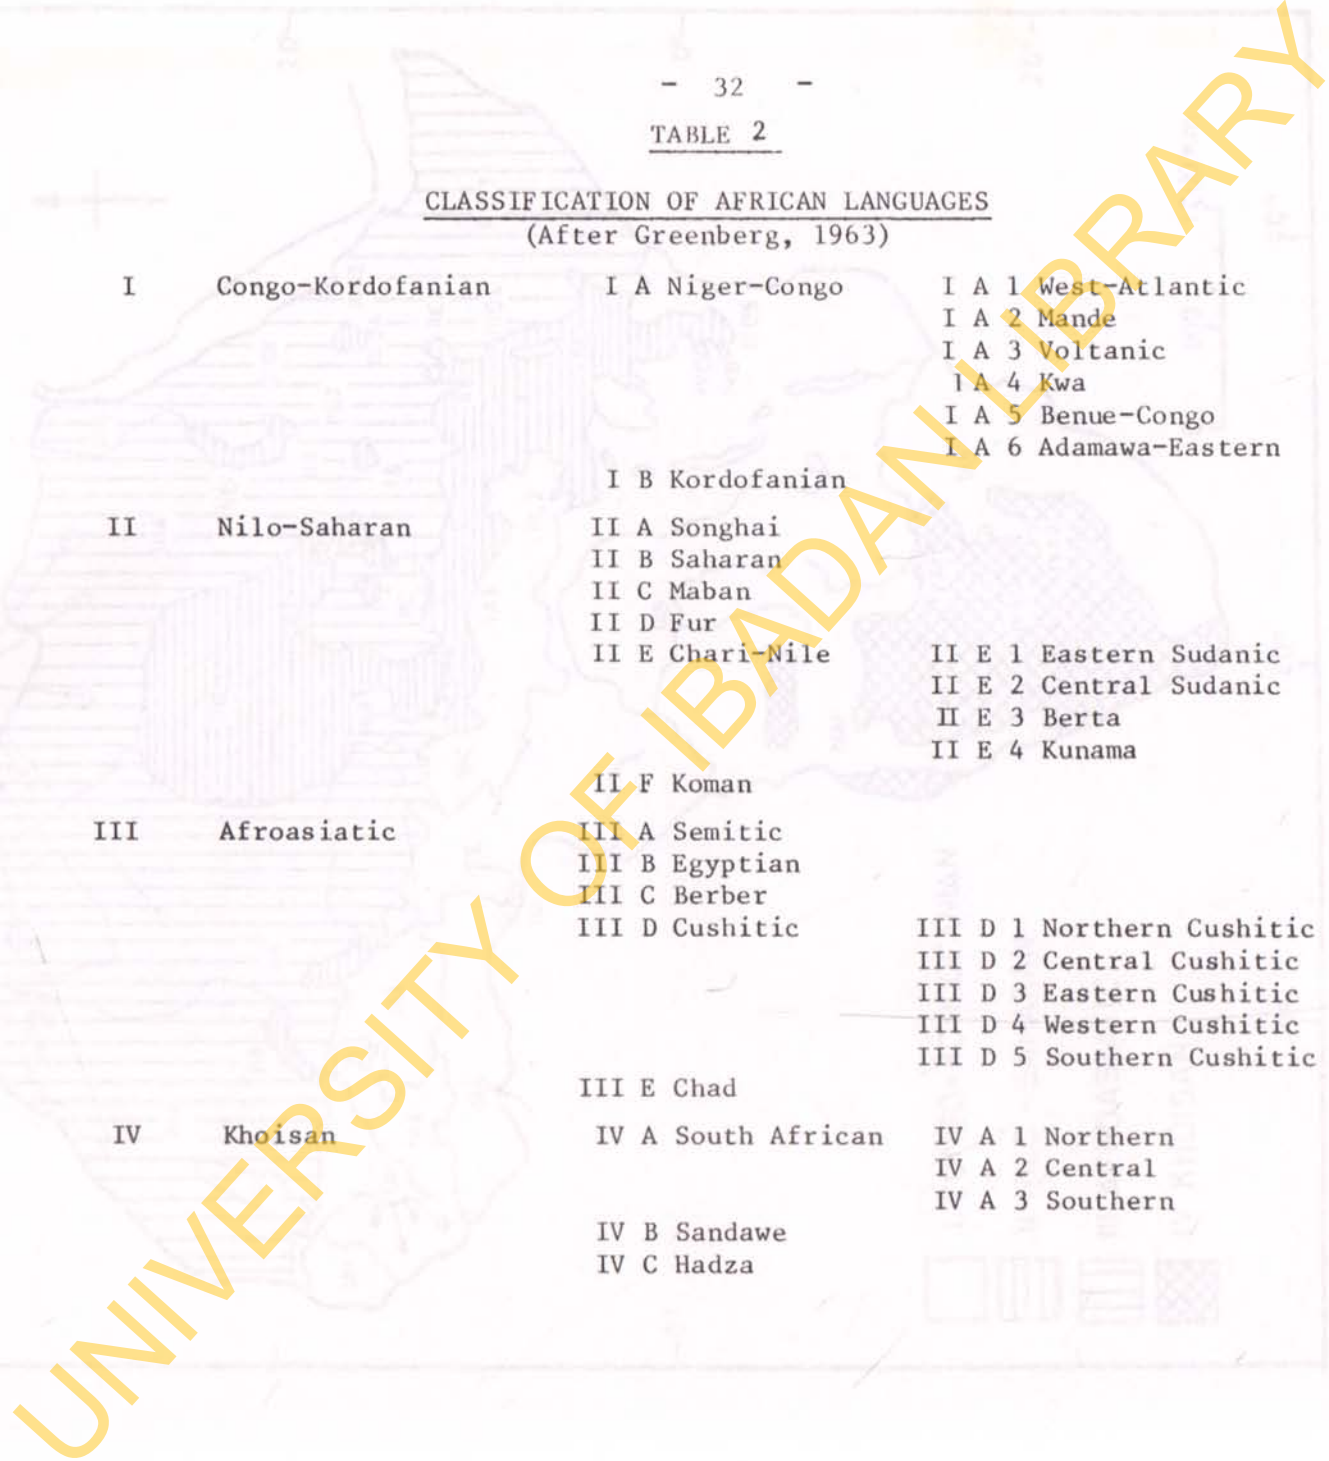 - 32 -
TABLE 2
CLASSIFICATION OF AFRICAN LANGUAGES
(After Greenberg, 1963)
I Congo-Kordofanian I A Niger-Congo I A 1 West-Atlantic
I A 2 Mande
I A 3 Voltanic
I A 4 Kwa
I A 5 Benue-Congo
I A 6 Adamawa-Eastern
I B Kordofanian
II Nilo-Saharan II A Songhai
II B Saharan
II C Maban
II D Fur
II E Chari-Nile II E 1 Eastern Sudanic
II E 2 Central Sudanic
II E 3 Berta
II E 4 Kunama
II F Koman
III Afroasiatic III A Semitic
III B Egyptian
III C Berber
III D Cushitic III D 1 Northern Cushitic
III D 2 Central Cushitic
III D 3 Eastern Cushitic
III D 4 Western Cushitic
III D 5 Southern Cushitic
III E Chad
IV Khoisan IV A South African IV A 1 Northern
IV A 2 Central
IV A 3 Southern
IV B Sandawe
IV C Hadza
UNIVERSITY OF IBADAN LIBRARY